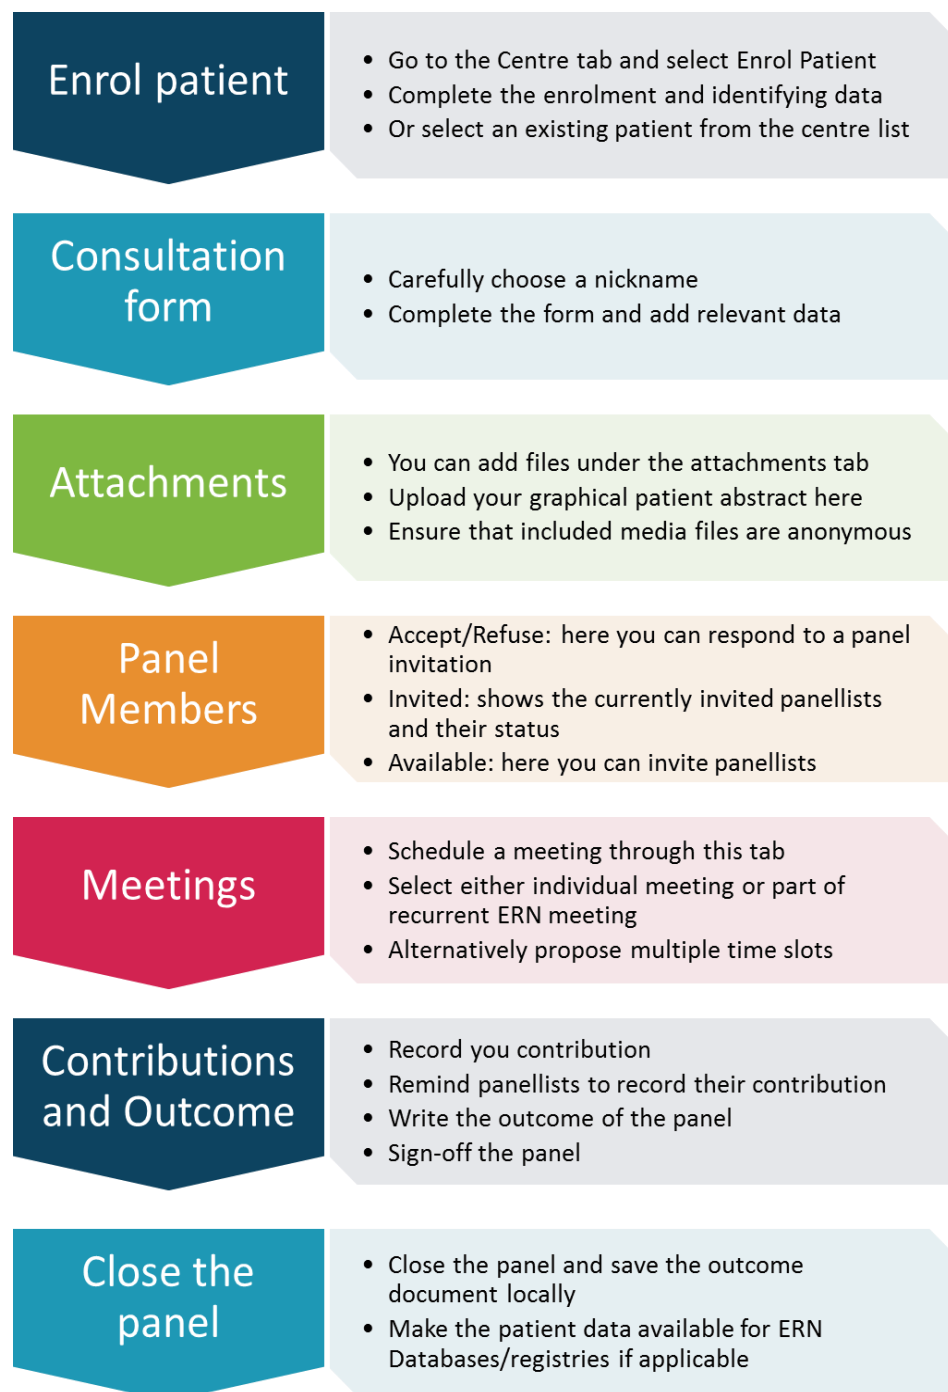 Enrol patient
• Go to the Centre tab and select Enrol Patient
• Complete the enrolment and identifying data
• Or select an existing patient from the centre list
Consultation
form
• Carefully choose a nickname
• Complete the form and add relevant data
Attachments
• You can add files under the attachments tab
• Upload your graphical patient abstract here
• Ensure that included media files are anonymous
Panel
Members
• Accept/Refuse: here you can respond to a panel
invitation
• Invited: shows the currently invited panellists
and their status
• Available: here you can invite panellists
Meetings
• Schedule a meeting through this tab
• Select either individual meeting or part of
recurrent ERN meeting
• Alternatively propose multiple time slots
Contributions
and Outcome
• Record you contribution
• Remind panellists to record their contribution
• Write the outcome of the panel
• Sign-off the panel
Close the
panel
• Close the panel and save the outcome
document locally
• Make the patient data available for ERN
Databases/registries if applicable